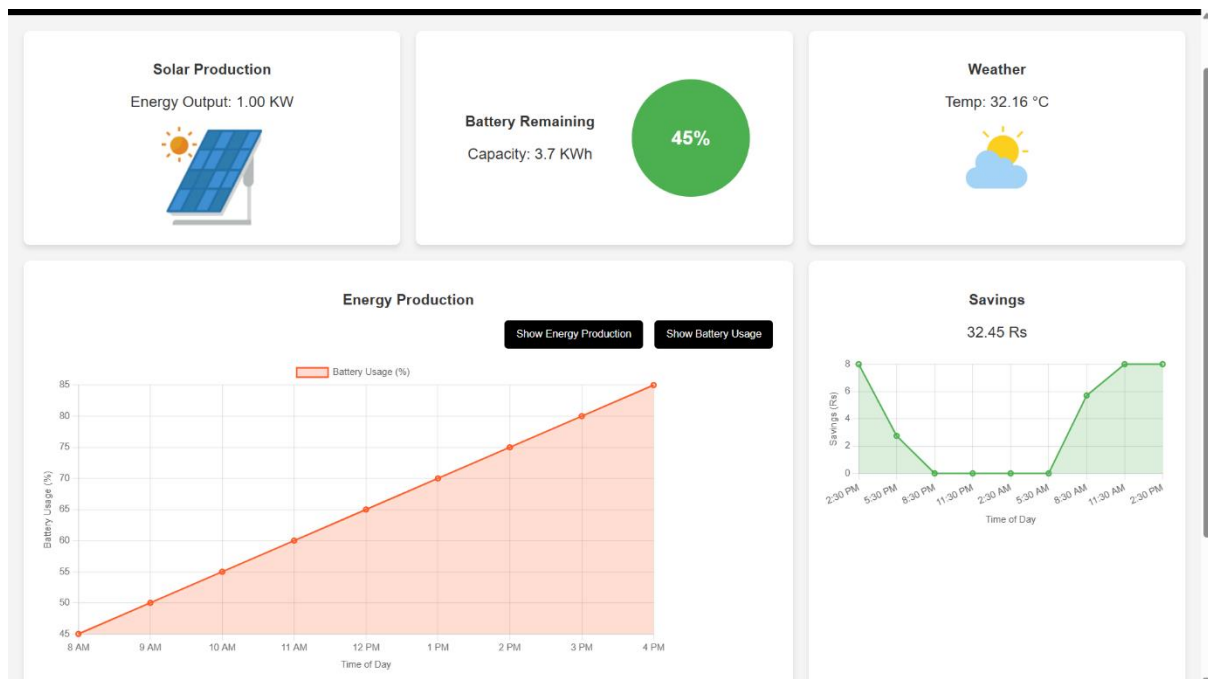 Solar Production
Energy Output: 1.00 KW
Battery Remaining
Capacity: 3.7 KWh
45%
Weather
Temp: 32.16 °C
Energy Production
Show Energy Production
Show Battery Usage
Battery Usage (%)
85
80
75
70
65
60
55
50
45
Battery Usage (%)
8 AM
9 AM
10 AM
11 AM
12 PM
1 PM
2 PM
3 PM
4 PM
Time of Day
Savings
32.45 Rs
8
6
4
2
0
Savings (Rs)
2:30 PM
5:30 PM
8:30 PM
11:30 PM
2:30 AM
5:30 AM
8:30 AM
11:30 AM
2:30 PM
Time of Day